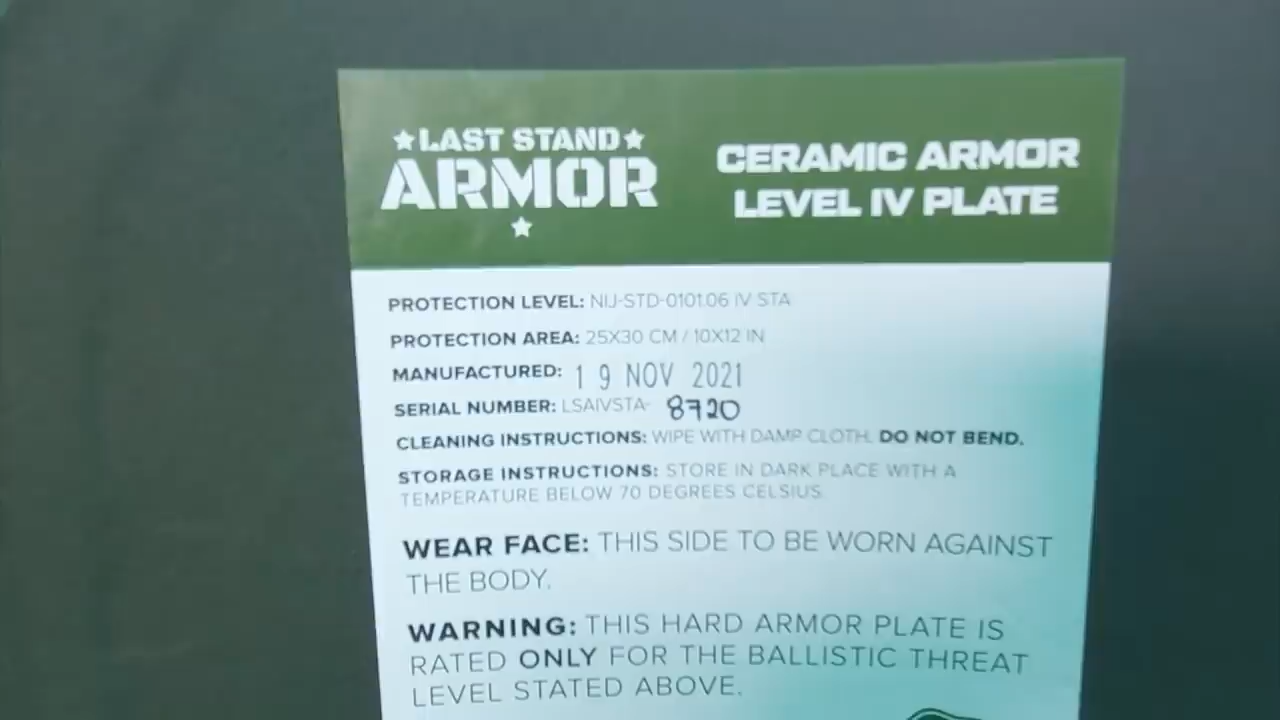 ★LAST STAND★
ARMOR
★
CERAMIC ARMOR
LEVEL IV PLATE
PROTECTION LEVEL: NIJ-STD-0101.06 IV STA
PROTECTION AREA: 25X30 CM / 10X12 IN
MANUFACTURED: 19 NOV 2021
SERIAL NUMBER: LSAIVSTA- 8720
CLEANING INSTRUCTIONS: WIPE WITH DAMP CLOTH. DO NOT BEND.
STORAGE INSTRUCTIONS: STORE IN DARK PLACE WITH A
TEMPERATURE BELOW 70 DEGREES CELSIUS.
WEAR FACE: THIS SIDE TO BE WORN AGAINST
THE BODY.
WARNING: THIS HARD ARMOR PLATE IS
RATED ONLY FOR THE BALLISTIC THREAT
LEVEL STATED ABOVE.